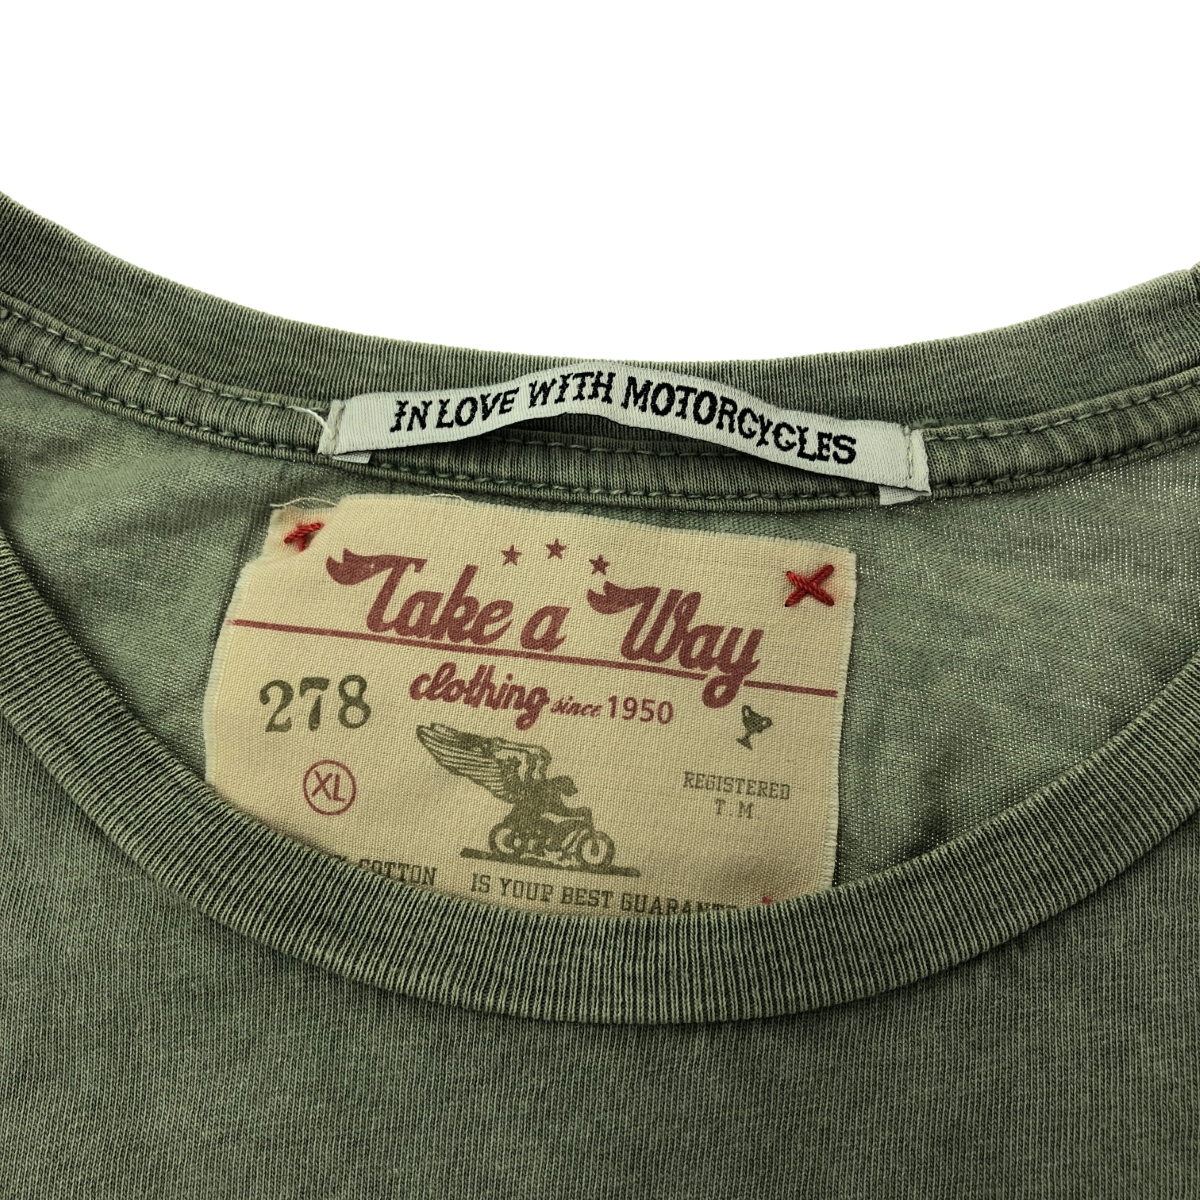 IN LOVE WITH MOTORCYCLES
Take a Way
clothing since 1950
278
XL
REGISTERED
T.M.
COTTON IS YOUR BEST